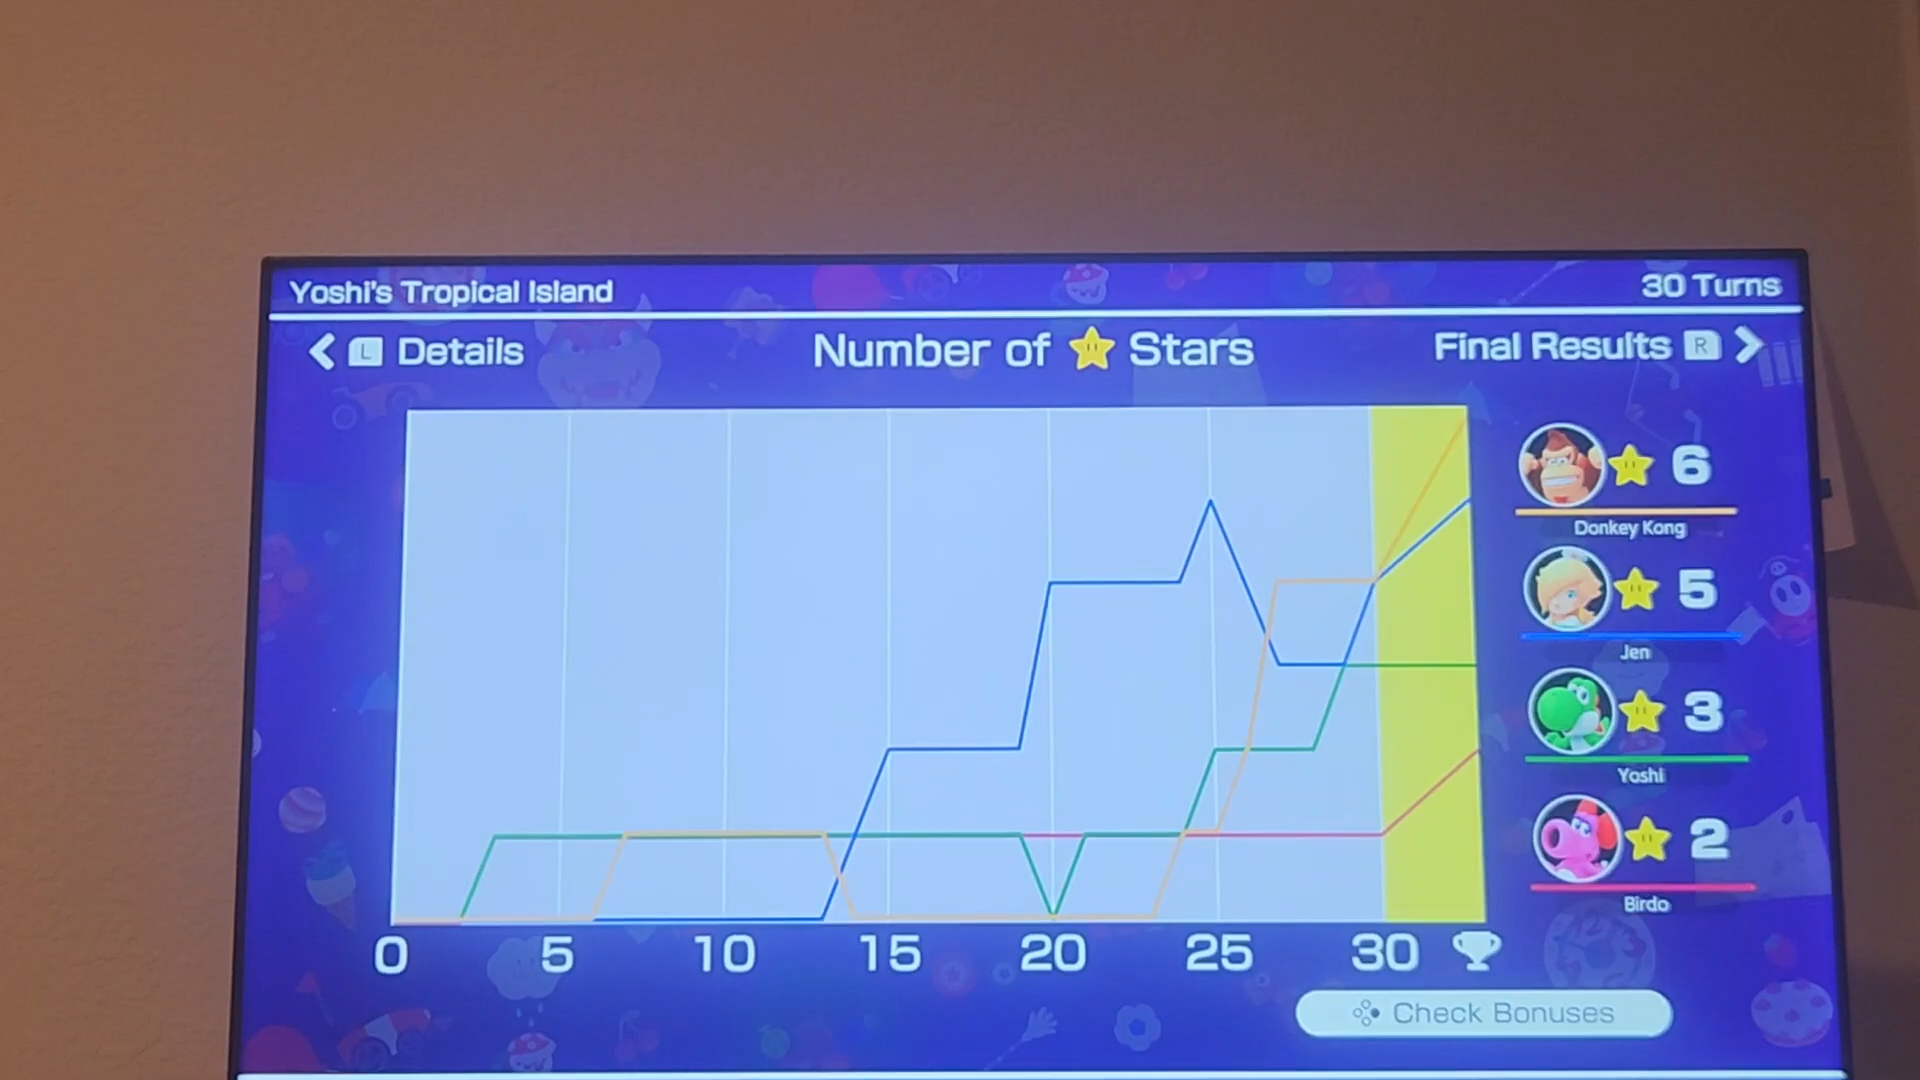 Yoshi's Tropical Island
30 Turns
L Details
Number of Stars
Final Results R
6
Donkey Kong
5
Jen
3
Yoshi
2
Birdo
0 5 10 15 20 25 30
Check Bonuses